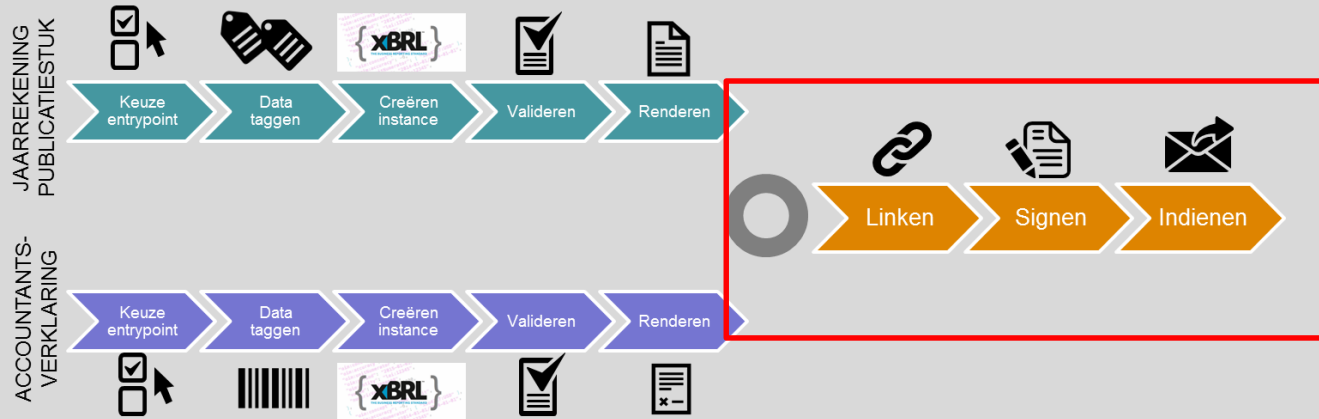 JAARREKENING
PUBLICATIESTUK
{ XBRL }
Keuze
entrypoint
Data
taggen
Creëren
instance
Valideren
Renderen
Linken
Signen
Indienen
ACCOUNTANTS-
VERKLARING
Keuze
entrypoint
Data
taggen
Creëren
instance
Valideren
Renderen
{ XBRL }